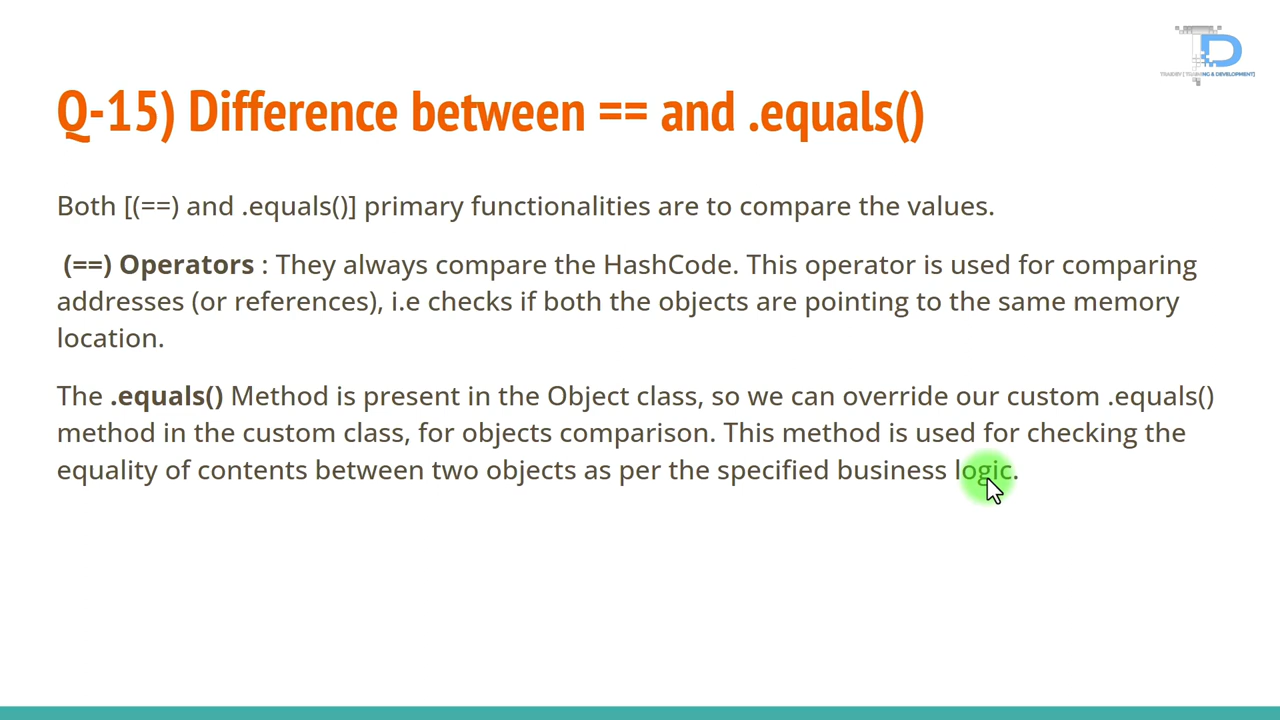 Q-15) Difference between == and .equals()
Both [(==) and .equals()] primary functionalities are to compare the values.
(==) Operators : They always compare the HashCode. This operator is used for comparing
addresses (or references), i.e checks if both the objects are pointing to the same memory
location.
The .equals() Method is present in the Object class, so we can override our custom .equals()
method in the custom class, for objects comparison. This method is used for checking the
equality of contents between two objects as per the specified business logic.